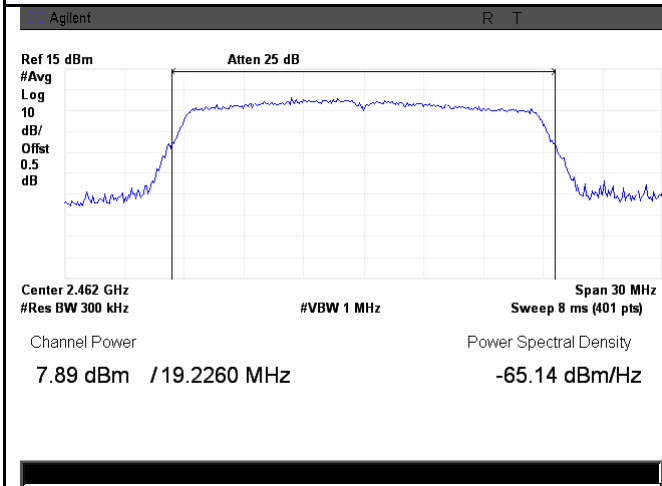 Agilent R T
Ref 15 dBm Atten 25 dB
#Avg
Log
10
dB/
Offst
0.5
dB
Center 2.462 GHz Span 30 MHz
#Res BW 300 kHz #VBW 1 MHz Sweep 8 ms (401 pts)
Channel Power Power Spectral Density
7.89 dBm / 19.2260 MHz -65.14 dBm/Hz